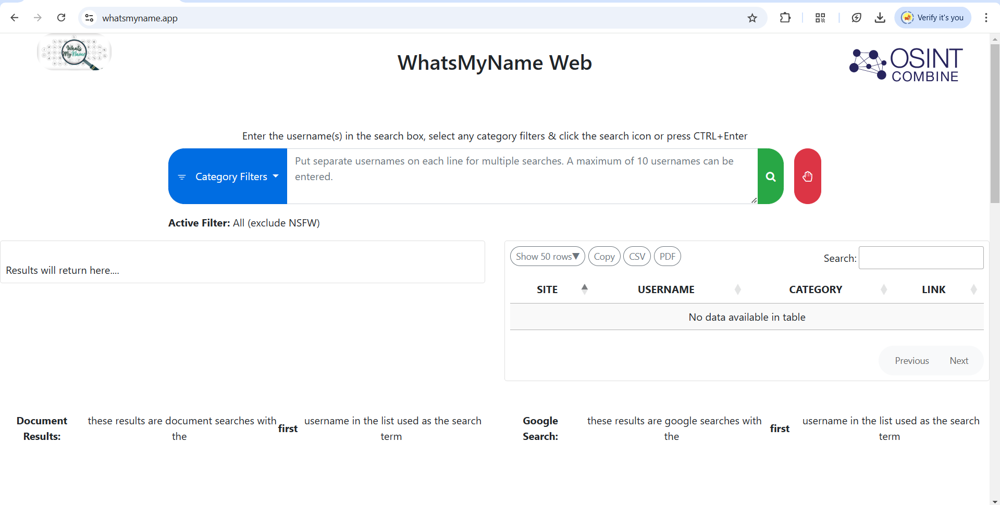 whatsmyname.app
Verify it's you
Whats
MyName
WhatsMyName Web
OSINT
COMBINE
Enter the username(s) in the search box, select any category filters & click the search icon or press CTRL+Enter
Category Filters
Put separate usernames on each line for multiple searches. A maximum of 10 usernames can be
entered.
Active Filter: All (exclude NSFW)
Results will return here....
Show 50 rows▼ Copy CSV PDF Search:
SITE USERNAME CATEGORY LINK
No data available in table
Previous Next
Document Results: these results are document searches with the first username in the list used as the search term
Google Search: these results are google searches with the first username in the list used as the search term